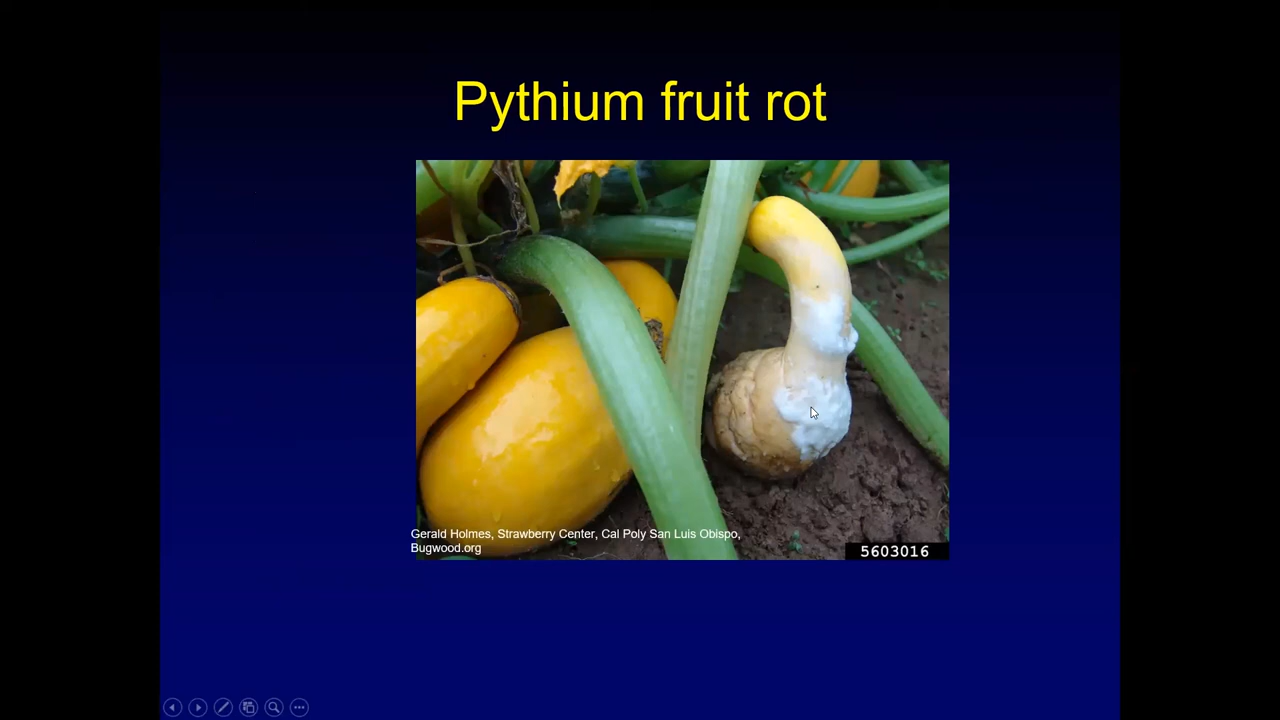 Pythium fruit rot
Gerald Holmes, Strawberry Center, Cal Poly San Luis Obispo,
Bugwood.org
5603016